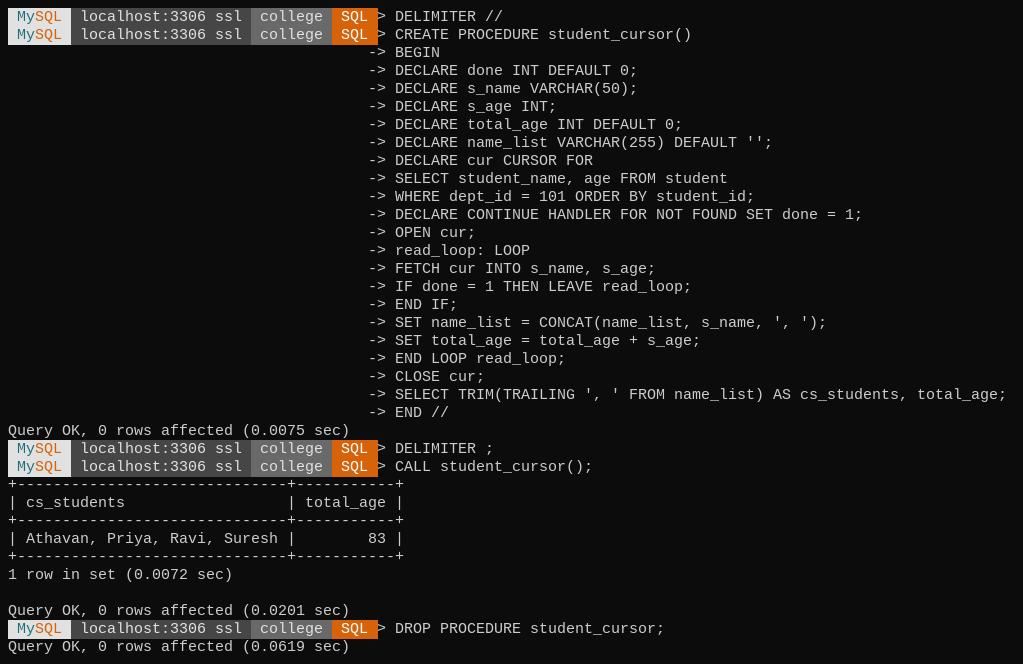 MySQL localhost:3306 ssl college SQL > DELIMITER //
MySQL localhost:3306 ssl college SQL > CREATE PROCEDURE student_cursor()
-> BEGIN
-> DECLARE done INT DEFAULT 0;
-> DECLARE s_name VARCHAR(50);
-> DECLARE s_age INT;
-> DECLARE total_age INT DEFAULT 0;
-> DECLARE name_list VARCHAR(255) DEFAULT '';
-> DECLARE cur CURSOR FOR
-> SELECT student_name, age FROM student
-> WHERE dept_id = 101 ORDER BY student_id;
-> DECLARE CONTINUE HANDLER FOR NOT FOUND SET done = 1;
-> OPEN cur;
-> read_loop: LOOP
-> FETCH cur INTO s_name, s_age;
-> IF done = 1 THEN LEAVE read_loop;
-> END IF;
-> SET name_list = CONCAT(name_list, s_name, ', ');
-> SET total_age = total_age + s_age;
-> END LOOP read_loop;
-> CLOSE cur;
-> SELECT TRIM(TRAILING ', ' FROM name_list) AS cs_students, total_age;
-> END //
Query OK, 0 rows affected (0.0075 sec)
MySQL localhost:3306 ssl college SQL > DELIMITER ;
MySQL localhost:3306 ssl college SQL > CALL student_cursor();
+------------------------------+-----------+
| cs_students                  | total_age |
+------------------------------+-----------+
| Athavan, Priya, Ravi, Suresh |        83 |
+------------------------------+-----------+
1 row in set (0.0072 sec)
Query OK, 0 rows affected (0.0201 sec)
MySQL localhost:3306 ssl college SQL > DROP PROCEDURE student_cursor;
Query OK, 0 rows affected (0.0619 sec)